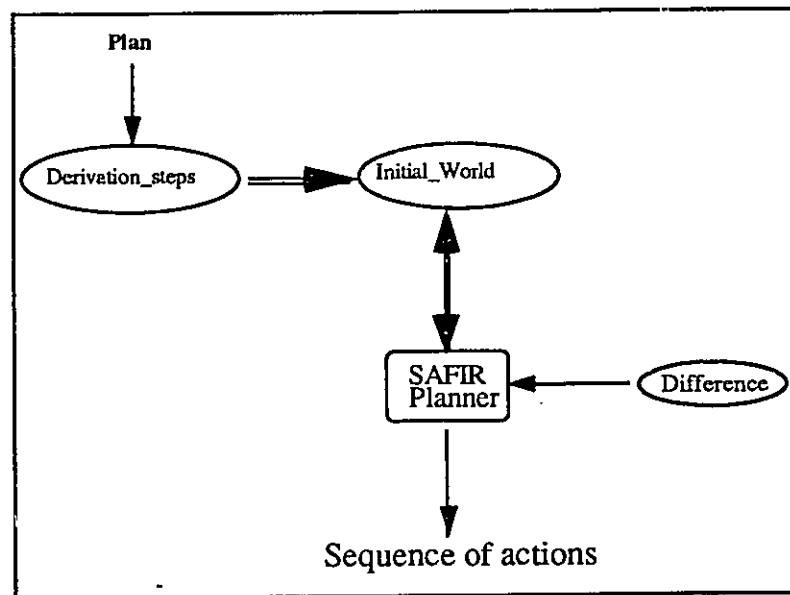 Plan
Derivation_steps
Initial_World
SAFIR
Planner
Difference
Sequence of actions